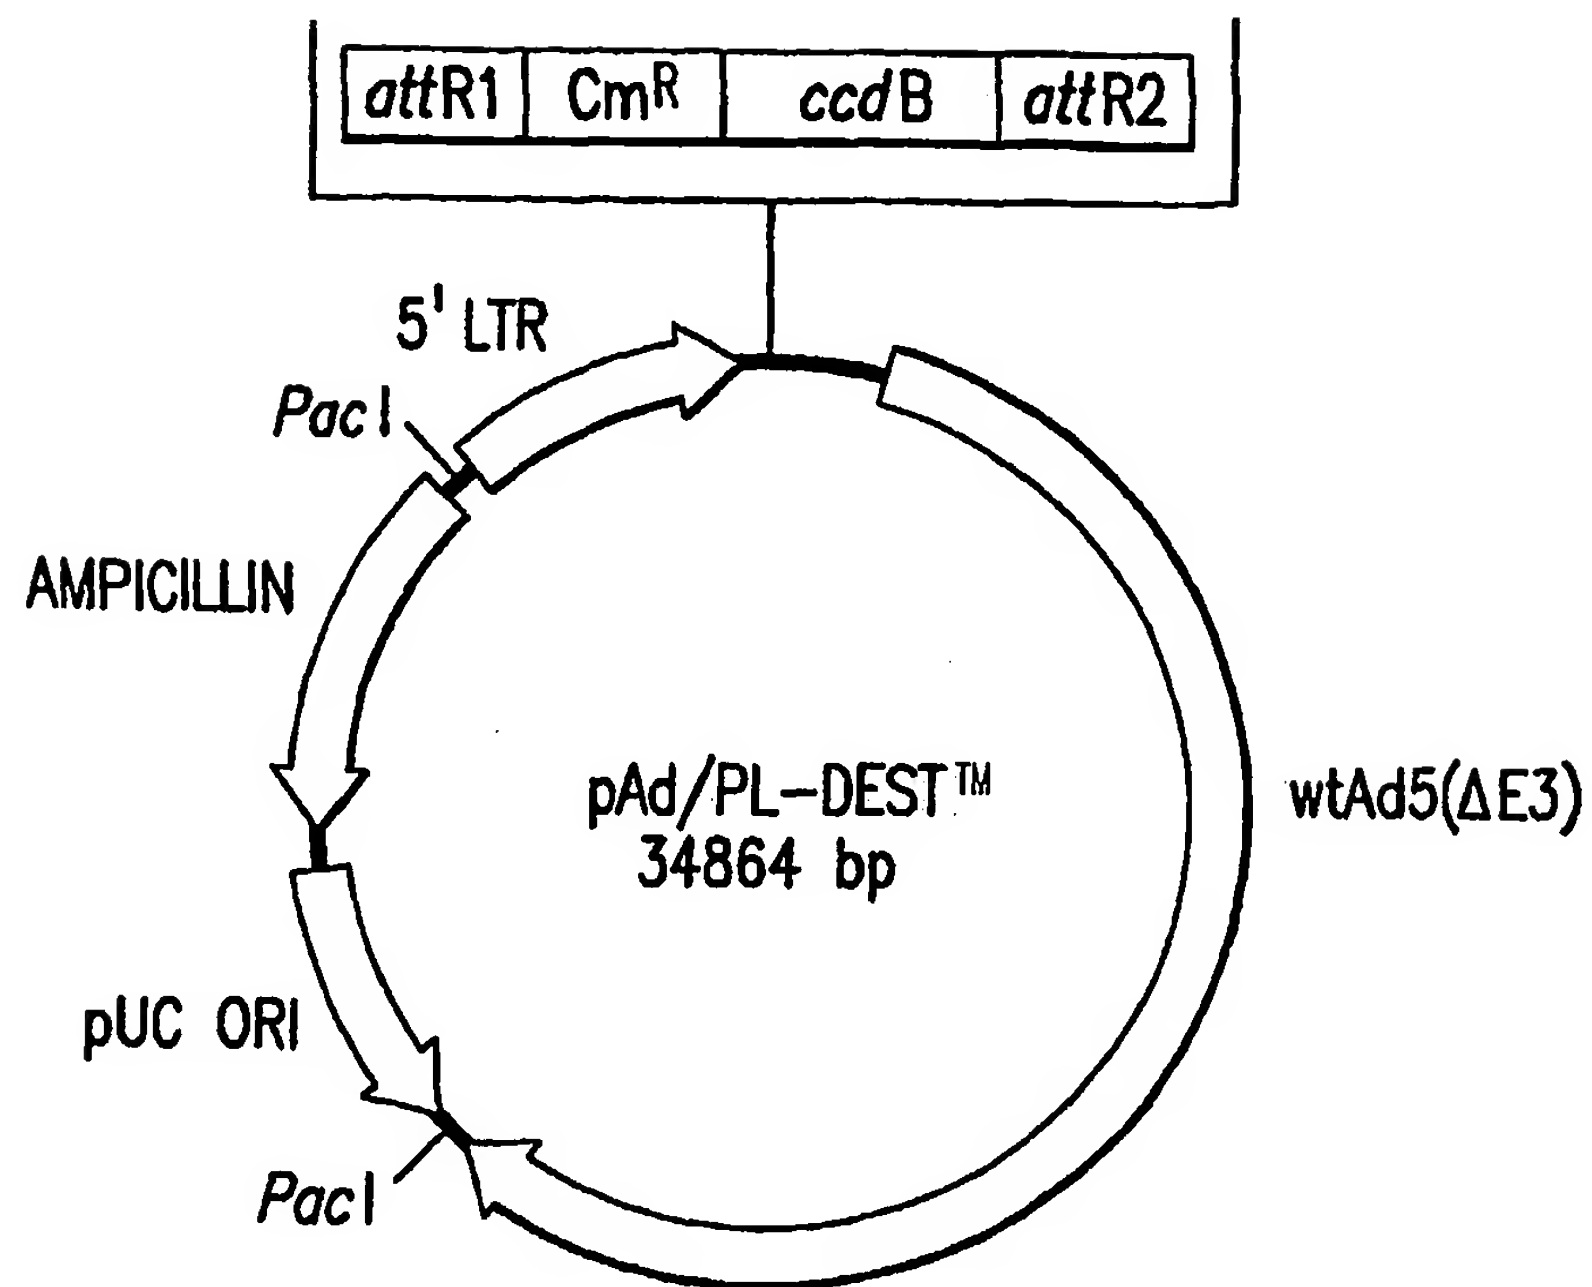 attR1 CmR ccdB attR2
5' LTR
PacI
AMPICILLIN
pAd/PL-DEST™
34864 bp
wtAd5(ΔE3)
pUC ORI
PacI